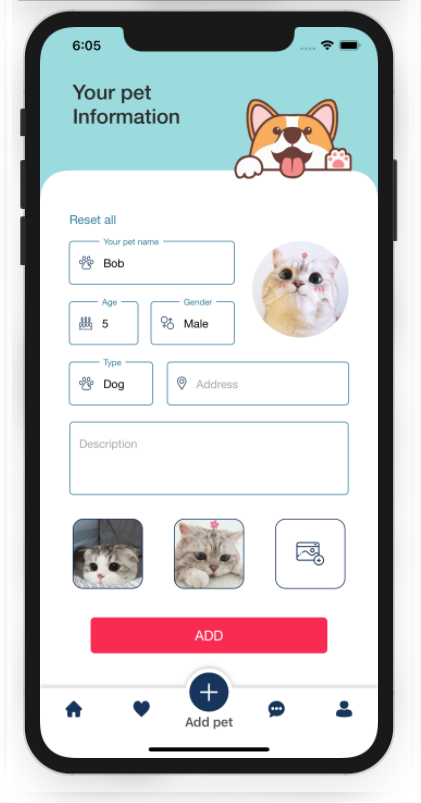 6:05
Your pet
Information
Reset all
Your pet name
Bob
Age
5
Gender
Male
Type
Dog
Address
Description
ADD
Add pet